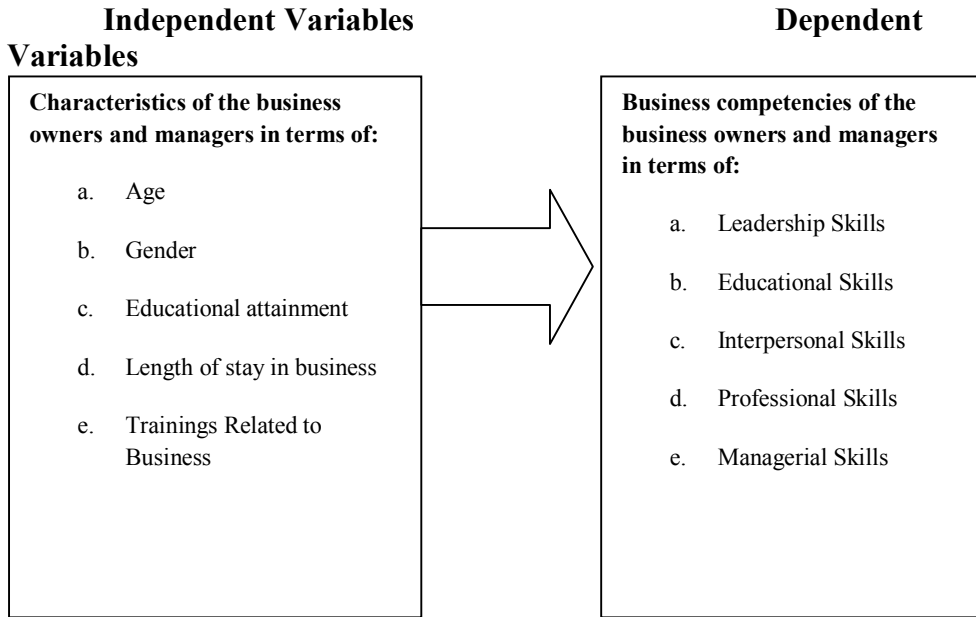 Independent Variables Dependent
Variables
Characteristics of the business
owners and managers in terms of:
a. Age
b. Gender
c. Educational attainment
d. Length of stay in business
e. Trainings Related to
Business
Business competencies of the
business owners and managers
in terms of:
a. Leadership Skills
b. Educational Skills
c. Interpersonal Skills
d. Professional Skills
e. Managerial Skills